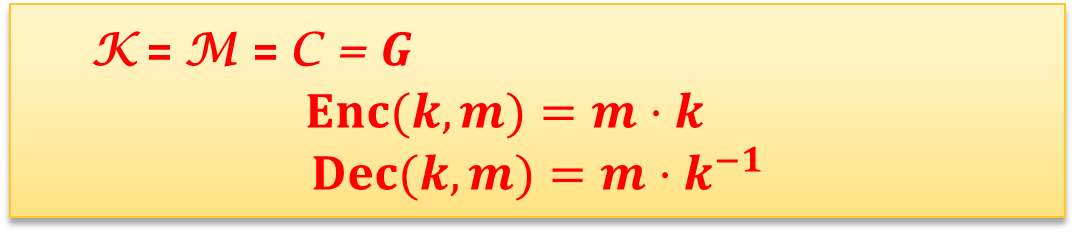 𝒦 = ℳ = C = G
Enc(k, m) = m · k
Dec(k, m) = m · k⁻¹